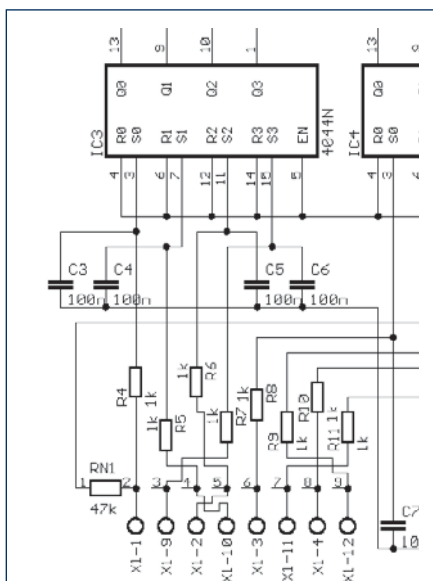 13 9 10 1 13 9
Q0 Q1 Q2 Q3 Q0
IC3 R0 S0 R1 S1 R2 S2 R3 S3 EN 4044N IC4 R0 S0
4 3 6 7 12 11 14 15 5 4 3 6
C3 C4 C5 C6
100n 100n 100n 100n
R4 1k 1k R5 1k R6 1k R7 1k R8 R9 1k R10 R11 1k
RN1
1 2 3 4 5 6 7 8 9
47k
C7
10
X1-1 X1-9 X1-2 X1-10 X1-3 X1-11 X1-4 X1-12